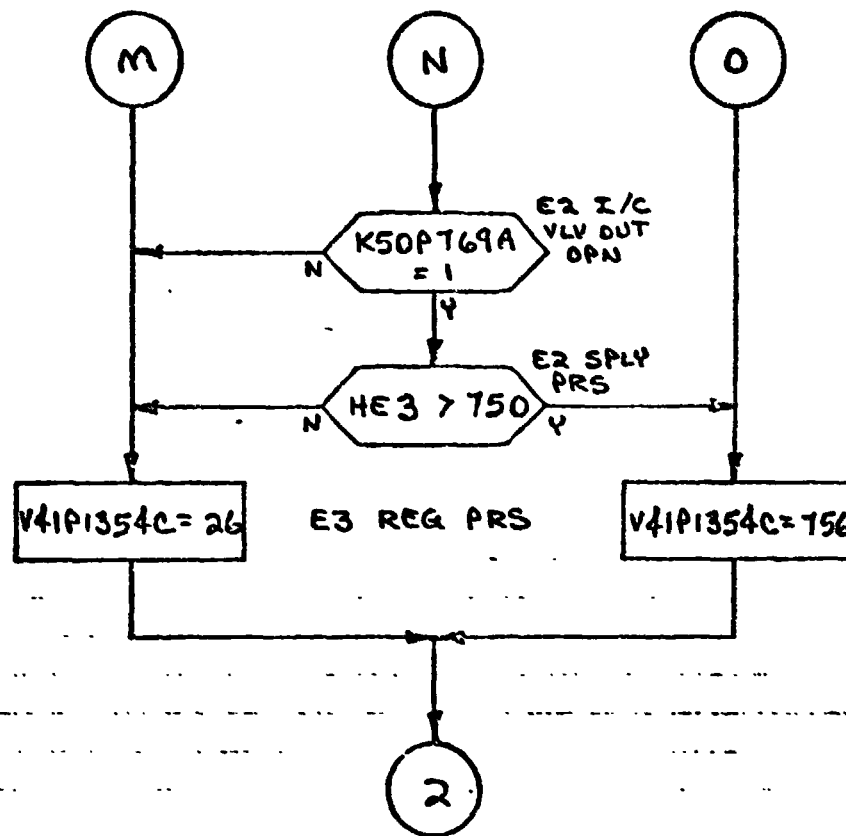 M
N
O
K50P769A
= 1
E2 I/C
VLV OUT
OPN
N
Y
HE3 > 750
E2 SPLY
PRS
N
Y
V41P1354C = 26
E3 REG PRS
V41P1354C = 756
2